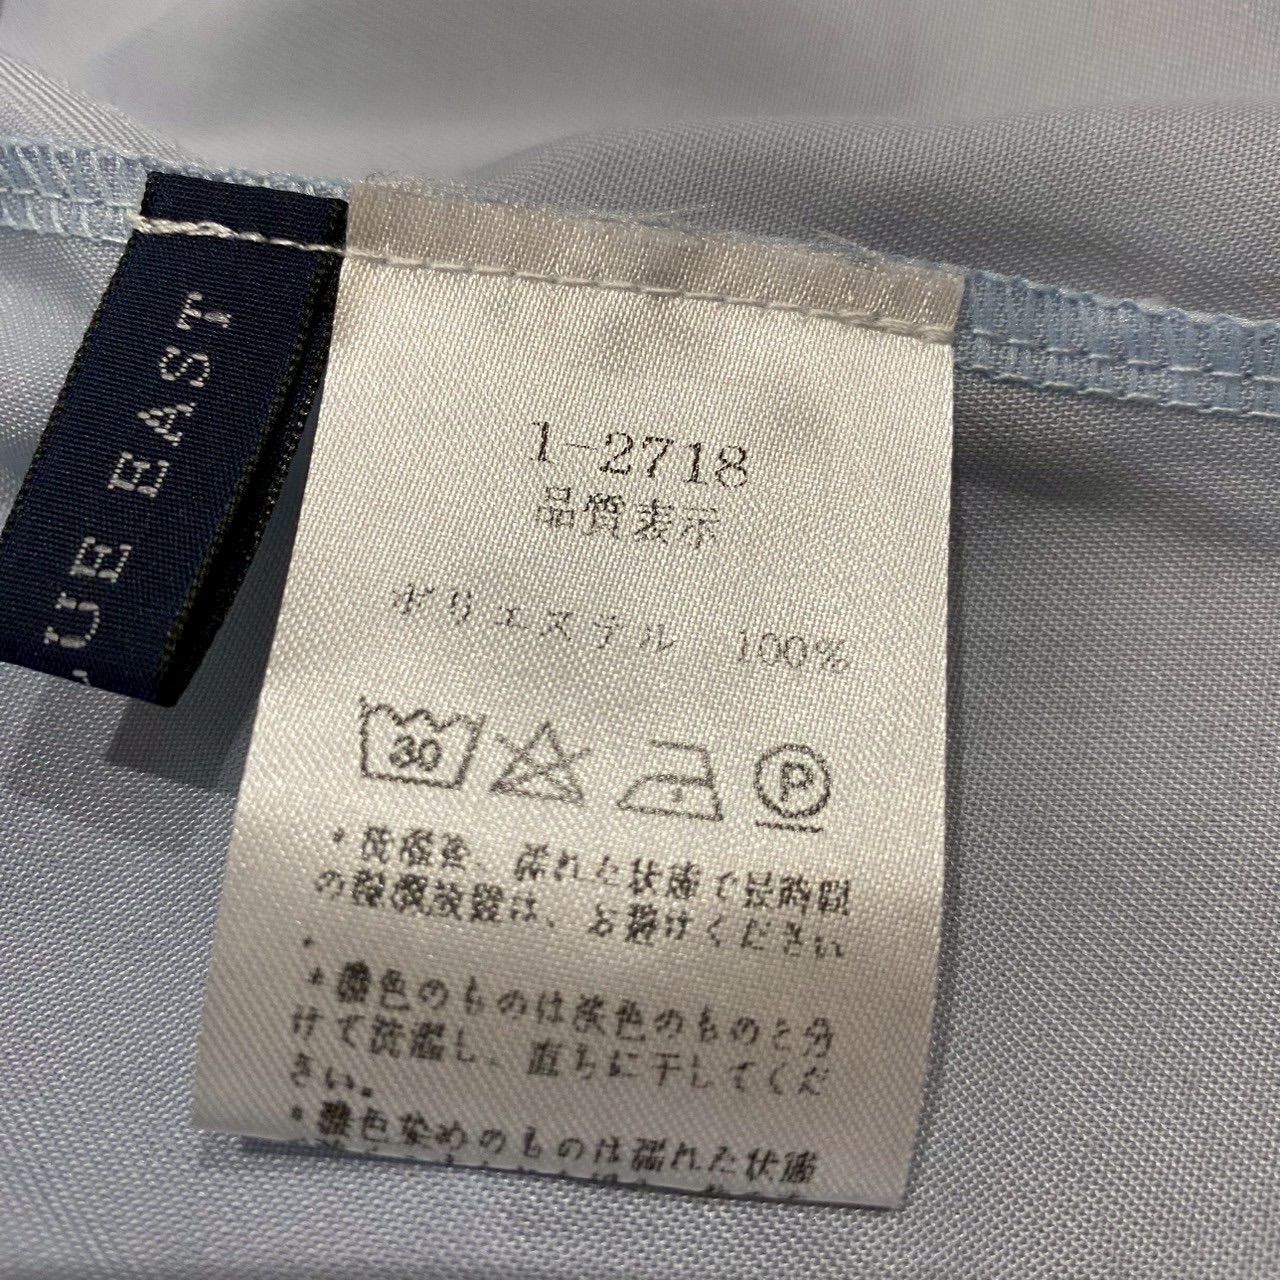 LUE EAST
1-2718
品質表示
ポリエステル 100%
30
P
*洗濯後、濡れた状態で長時間
の浸漬放置は、お避けください
。
*濃色のものは淡色のものと分
けて洗濯し、直ちに干してくだ
さい。
*濃色染めのものは濡れた状態